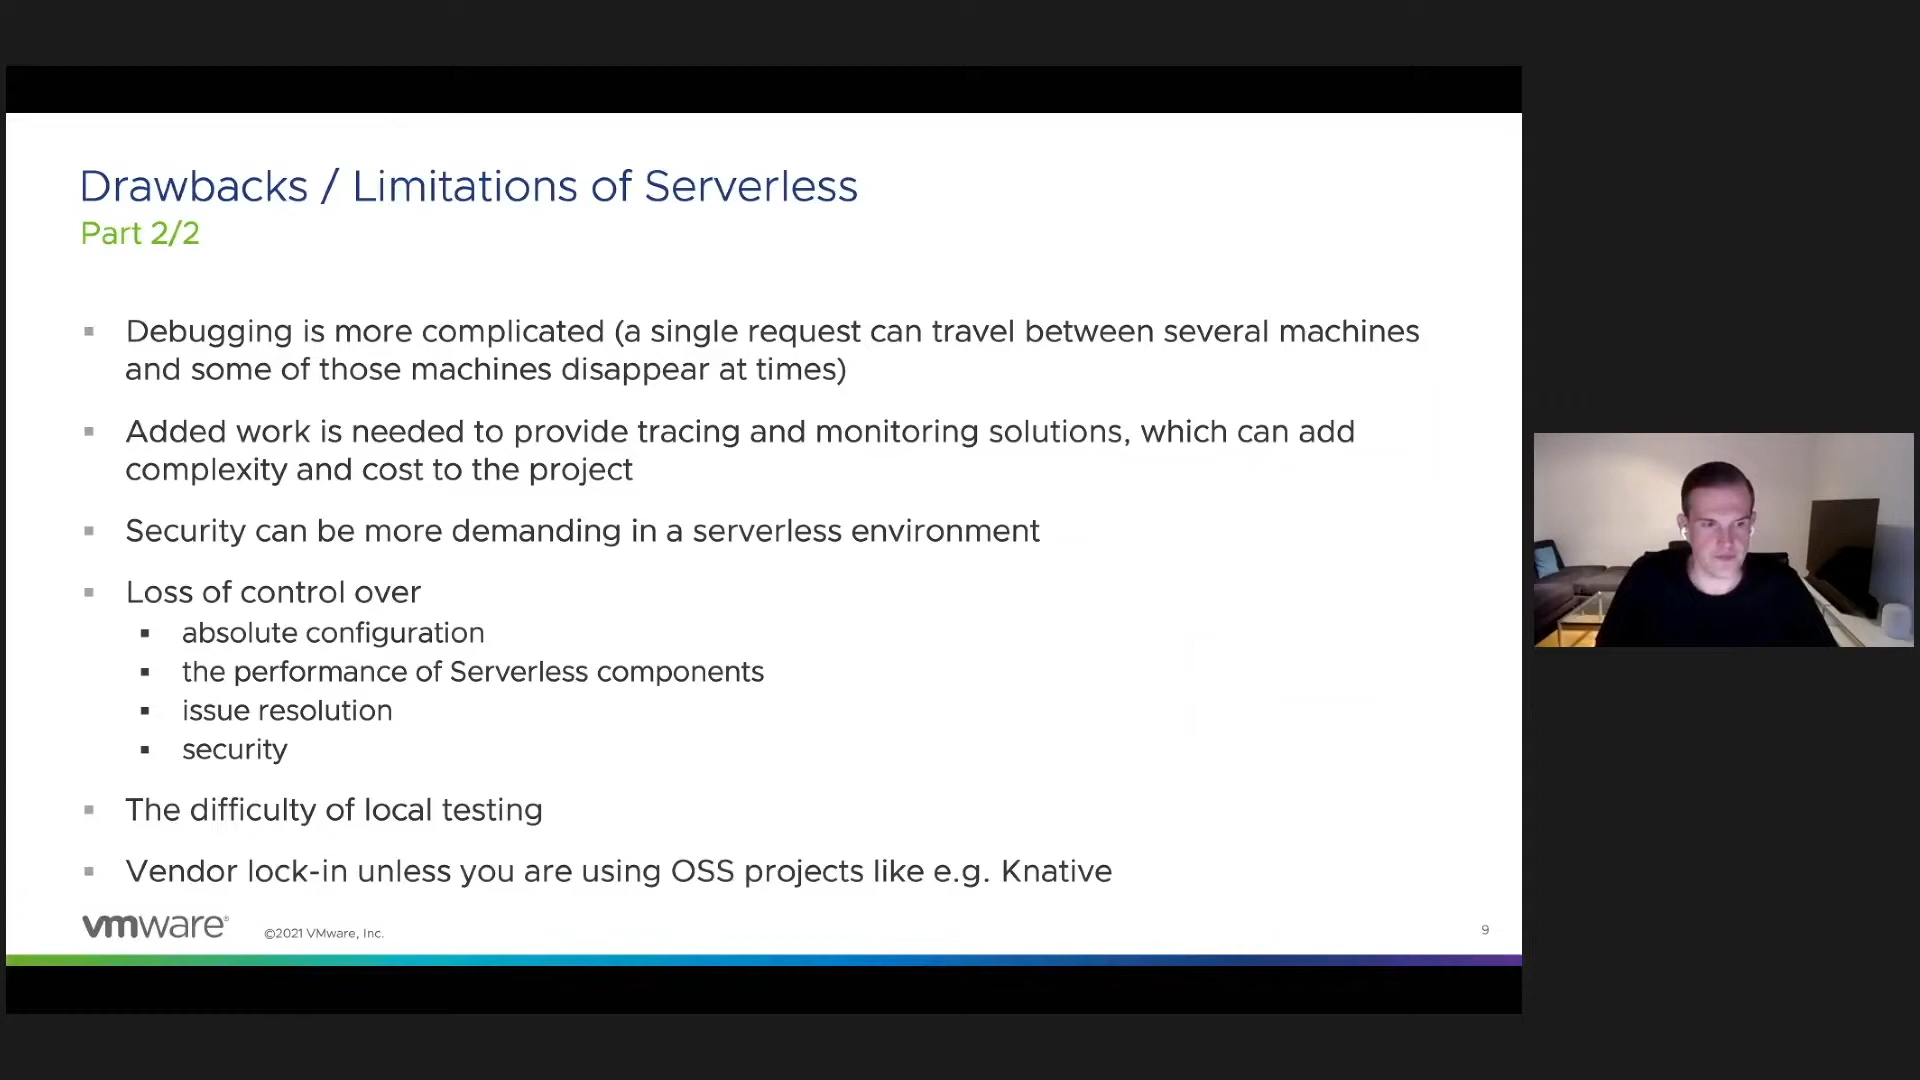 Drawbacks / Limitations of Serverless
Part 2/2
▪ Debugging is more complicated (a single request can travel between several machines
and some of those machines disappear at times)
▪ Added work is needed to provide tracing and monitoring solutions, which can add
complexity and cost to the project
▪ Security can be more demanding in a serverless environment
▪ Loss of control over
▪ absolute configuration
▪ the performance of Serverless components
▪ issue resolution
▪ security
▪ The difficulty of local testing
▪ Vendor lock-in unless you are using OSS projects like e.g. Knative
vmware® ©2021 VMware, Inc. 9